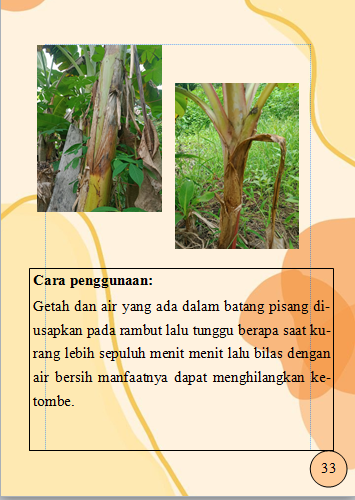 Cara penggunaan:
Getah dan air yang ada dalam batang pisang di-
usapkan pada rambut lalu tunggu berapa saat ku-
rang lebih sepuluh menit menit lalu bilas dengan
air bersih manfaatnya dapat menghilangkan ke-
tombe.
33